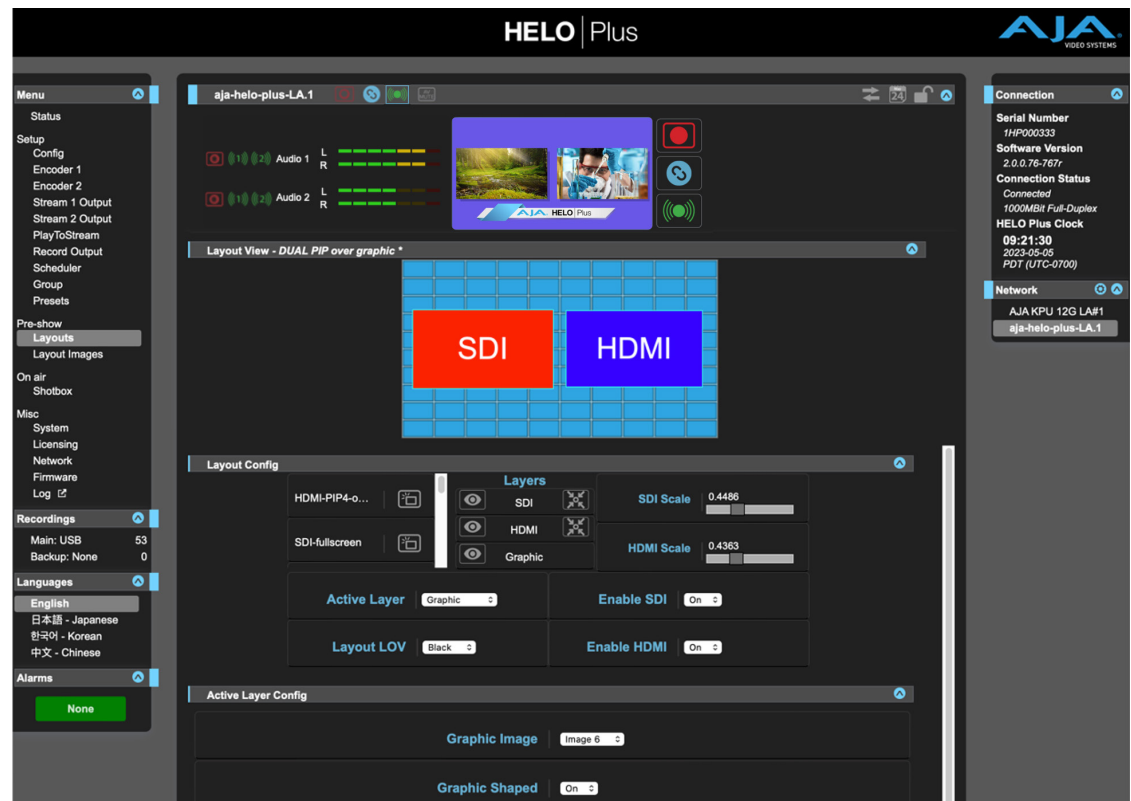 HELO Plus
AJA
VIDEO SYSTEMS
Menu
Status
Setup
Config
Encoder 1
Encoder 2
Stream 1 Output
Stream 2 Output
PlayToStream
Record Output
Scheduler
Group
Presets
Pre-show
Layouts
Layout Images
On air
Shotbox
Misc
System
Licensing
Network
Firmware
Log
Recordings
Main: USB 53
Backup: None 0
Languages
English
日本語 - Japanese
한국어 - Korean
中文 - Chinese
Alarms
None
aja-helo-plus-LA.1
24
1 2 Audio 1 L
R
1 2 Audio 2 L
R
AJA HELO Plus
Layout View - DUAL PIP over graphic *
SDI HDMI
Layout Config
HDMI-PIP4-o...
SDI-fullscreen
Layers
SDI
HDMI
Graphic
SDI Scale 0.4486
HDMI Scale 0.4363
Active Layer Graphic
Enable SDI On
Layout LOV Black
Enable HDMI On
Active Layer Config
Graphic Image Image 6
Graphic Shaped On
Connection
Serial Number
1HP000333
Software Version
2.0.0.76-767r
Connection Status
Connected
1000MBit Full-Duplex
HELO Plus Clock
09:21:30
2023-05-05
PDT (UTC-0700)
Network
AJA KPU 12G LA#1
aja-helo-plus-LA.1